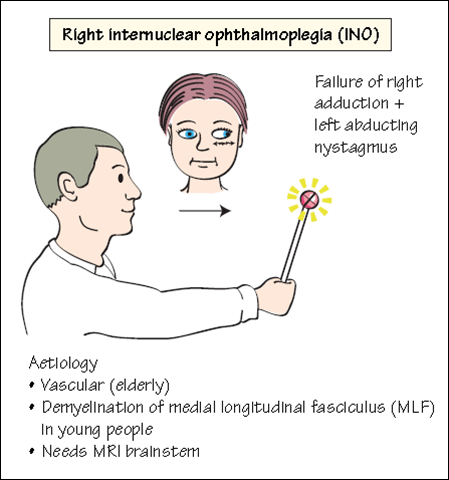 Right internuclear ophthalmoplegia (INO)
Failure of right
adduction +
left abducting
nystagmus
Aetiology
• Vascular (elderly)
• Demyelination of medial longitudinal fasciculus (MLF)
in young people
• Needs MRI brainstem